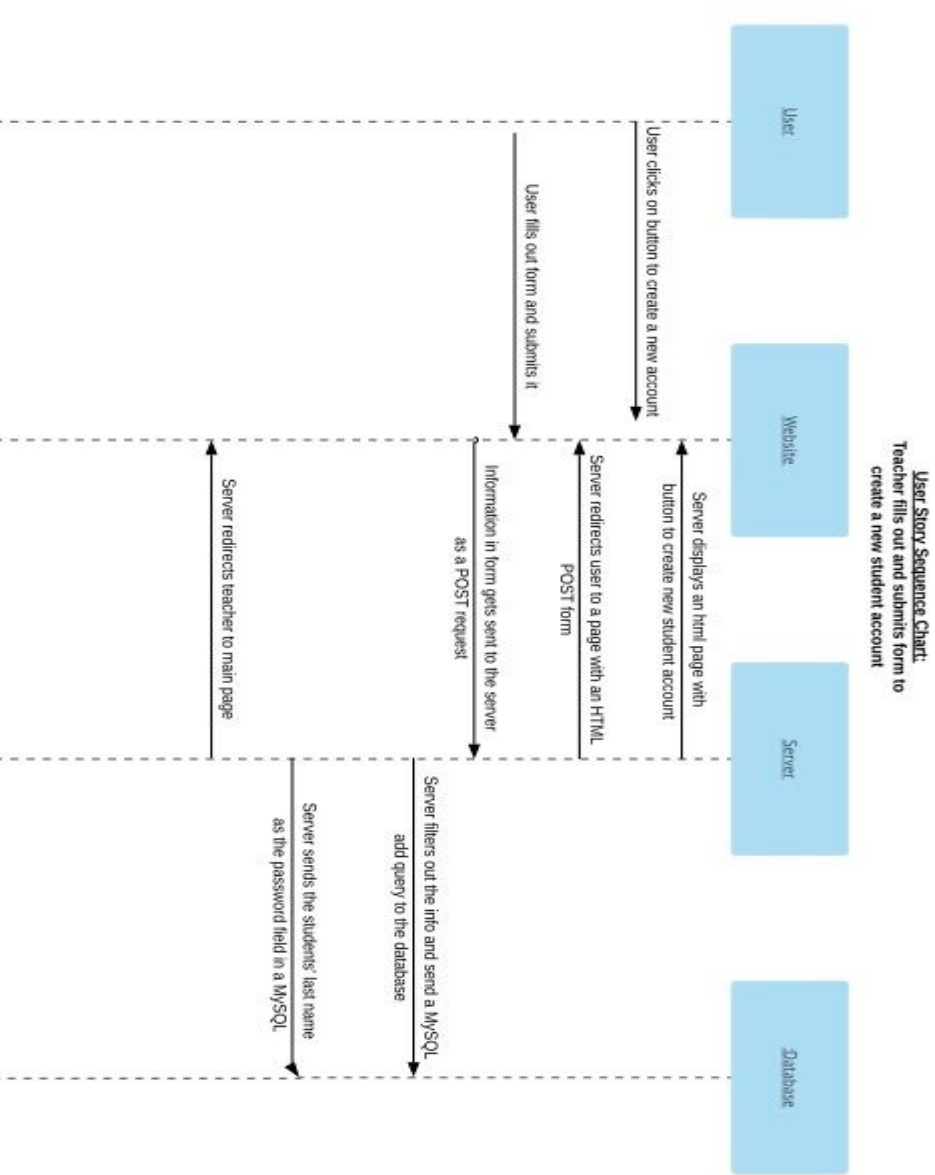 User Story Sequence Chart:
Teacher fills out and submits form to
create a new student account
User
Website
Server
:Database
Server displays an html page with
button to create new student account
User clicks on button to create a new account
Server redirects user to a page with an HTML
POST form
User fills out form and submits it
Information in form gets sent to the server
as a POST request
Server filters out the info and send a MySQL
add query to the database
Server sends the students' last name
as the password field in a MySQL
Server redirects teacher to main page